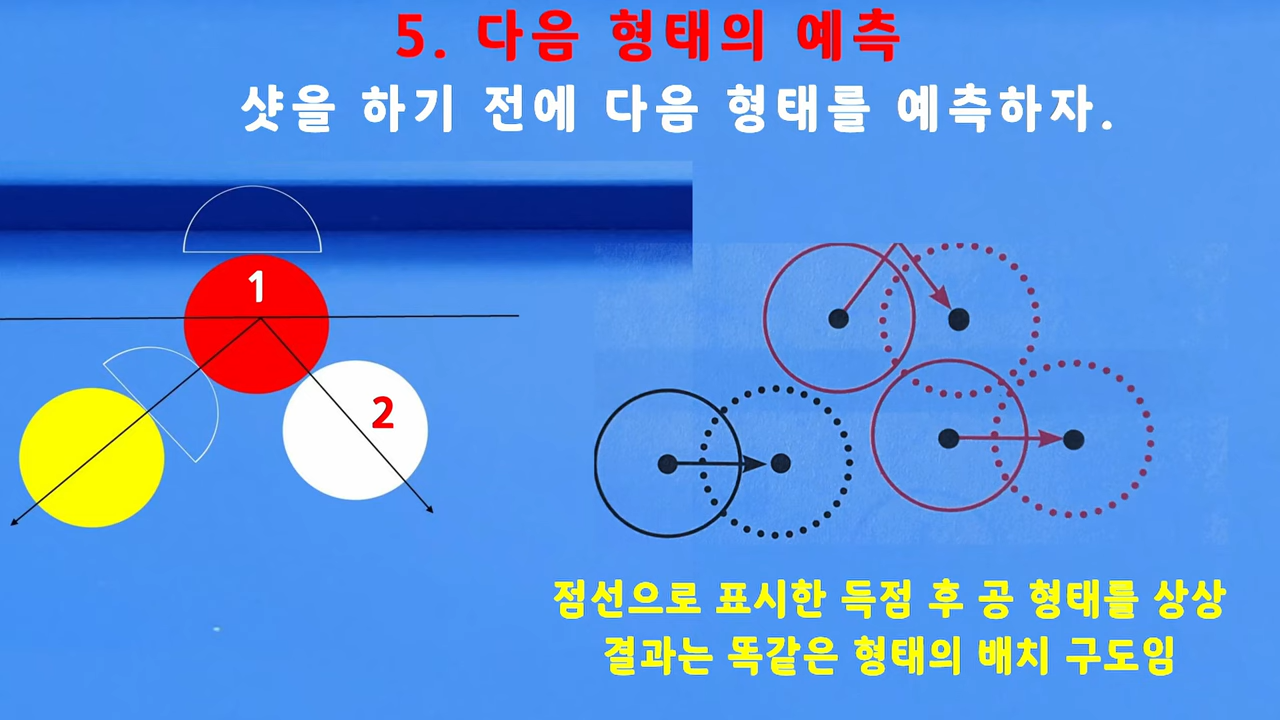 5. 다음 형태의 예측
샷을 하기 전에 다음 형태를 예측하자.
1
2
점선으로 표시한 득점 후 공 형태를 상상
결과는 똑같은 형태의 배치 구도임